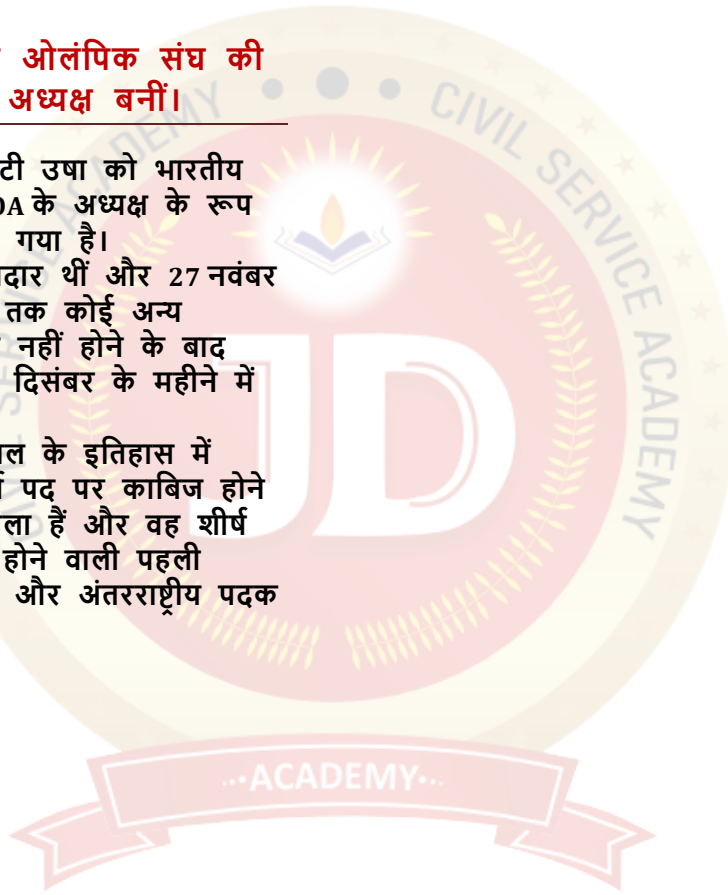 ओलंपिक संघ की
अध्यक्ष बनीं।
टी उषा को भारतीय
के अध्यक्ष के रूप
गया है।
थीं और 27 नवंबर
तक कोई अन्य
नहीं होने के बाद
दिसंबर के महीने में
के इतिहास में
पद पर काबिज होने
हैं और वह शीर्ष
होने वाली पहली
और अंतरराष्ट्रीय पदक
CIVIL SERVICE ACADEMY
JD
ACADEMY